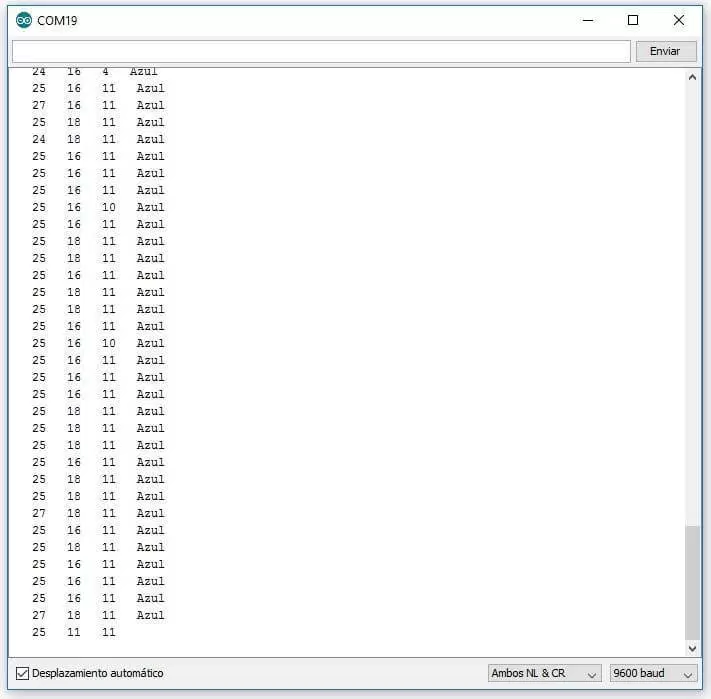 COM19
Enviar
24 16 4 Azul
25 16 11 Azul
27 16 11 Azul
25 18 11 Azul
24 18 11 Azul
25 16 11 Azul
25 16 11 Azul
25 16 11 Azul
25 16 10 Azul
25 16 11 Azul
25 18 11 Azul
25 18 11 Azul
25 16 11 Azul
25 18 11 Azul
25 18 11 Azul
25 16 11 Azul
25 16 10 Azul
25 16 11 Azul
25 16 11 Azul
25 16 11 Azul
25 18 11 Azul
25 18 11 Azul
25 18 11 Azul
25 16 11 Azul
25 18 11 Azul
25 18 11 Azul
27 18 11 Azul
25 16 11 Azul
25 18 11 Azul
25 16 11 Azul
25 16 11 Azul
25 16 11 Azul
27 18 11 Azul
25 11 11
Desplazamiento automático
Ambos NL & CR
9600 baud